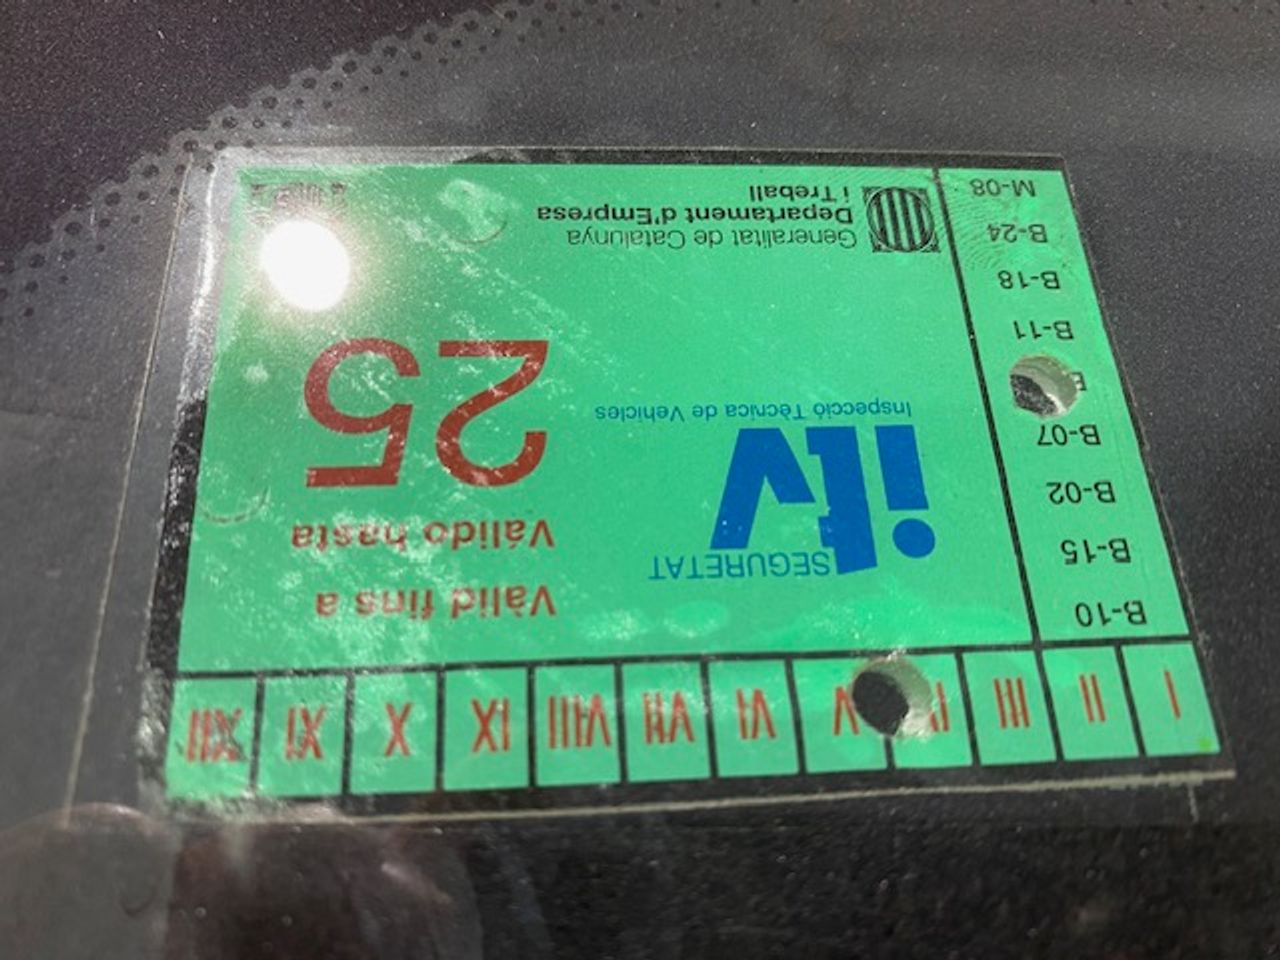 I II III IV V VI VII VIII IX X XI XII
SEGURETAT
itv
Inspecció Tècnica de Vehicles
Vàlid fins a
Válido hasta
25
Generalitat de Catalunya
Departament d'Empresa
i Treball
B-10
B-15
B-02
B-07
B-11
B-18
B-24
M-08